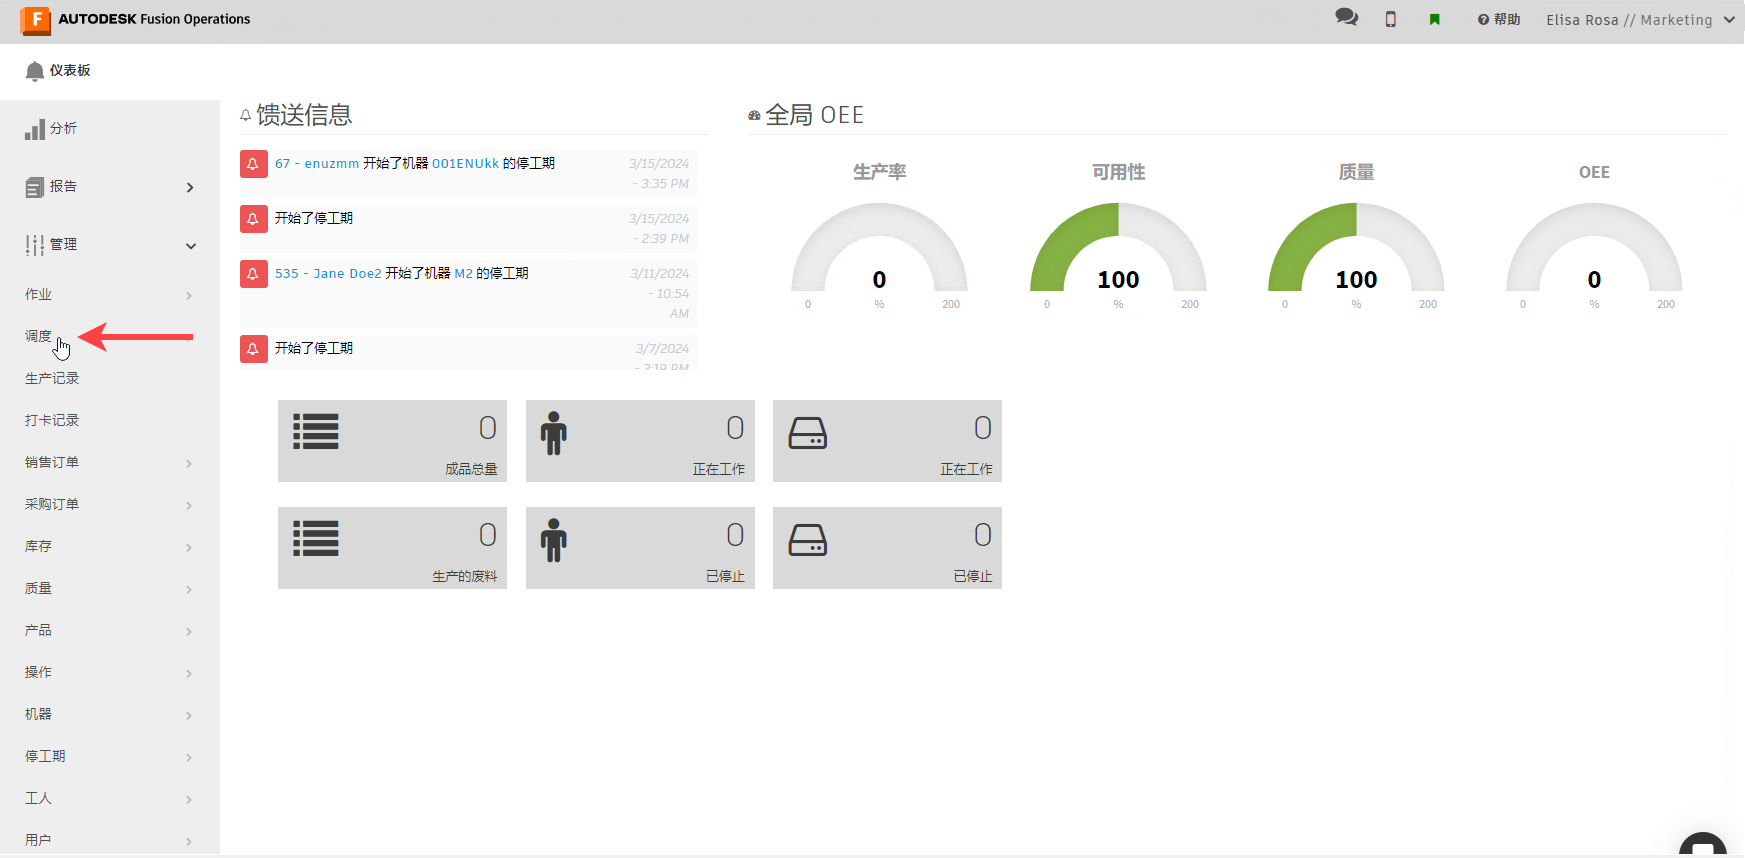 F AUTODESK Fusion Operations
帮助
Elisa Rosa // Marketing
仪表板
分析
报告
管理
作业
调度
生产记录
打卡记录
销售订单
采购订单
库存
质量
产品
操作
机器
停工期
工人
用户
馈送信息
67 - enuzmm 开始了机器 001ENUkk 的停工期
3/15/2024
- 3:35 PM
开始了停工期
3/15/2024
- 2:39 PM
535 - Jane Doe2 开始了机器 M2 的停工期
3/11/2024
- 10:54
AM
开始了停工期
3/7/2024
- 2:19 PM
全局 OEE
生产率
0
0 % 200
可用性
100
0 % 200
质量
100
0 % 200
OEE
0
0 % 200
0
成品总量
0
正在工作
0
正在工作
0
生产的废料
0
已停止
0
已停止